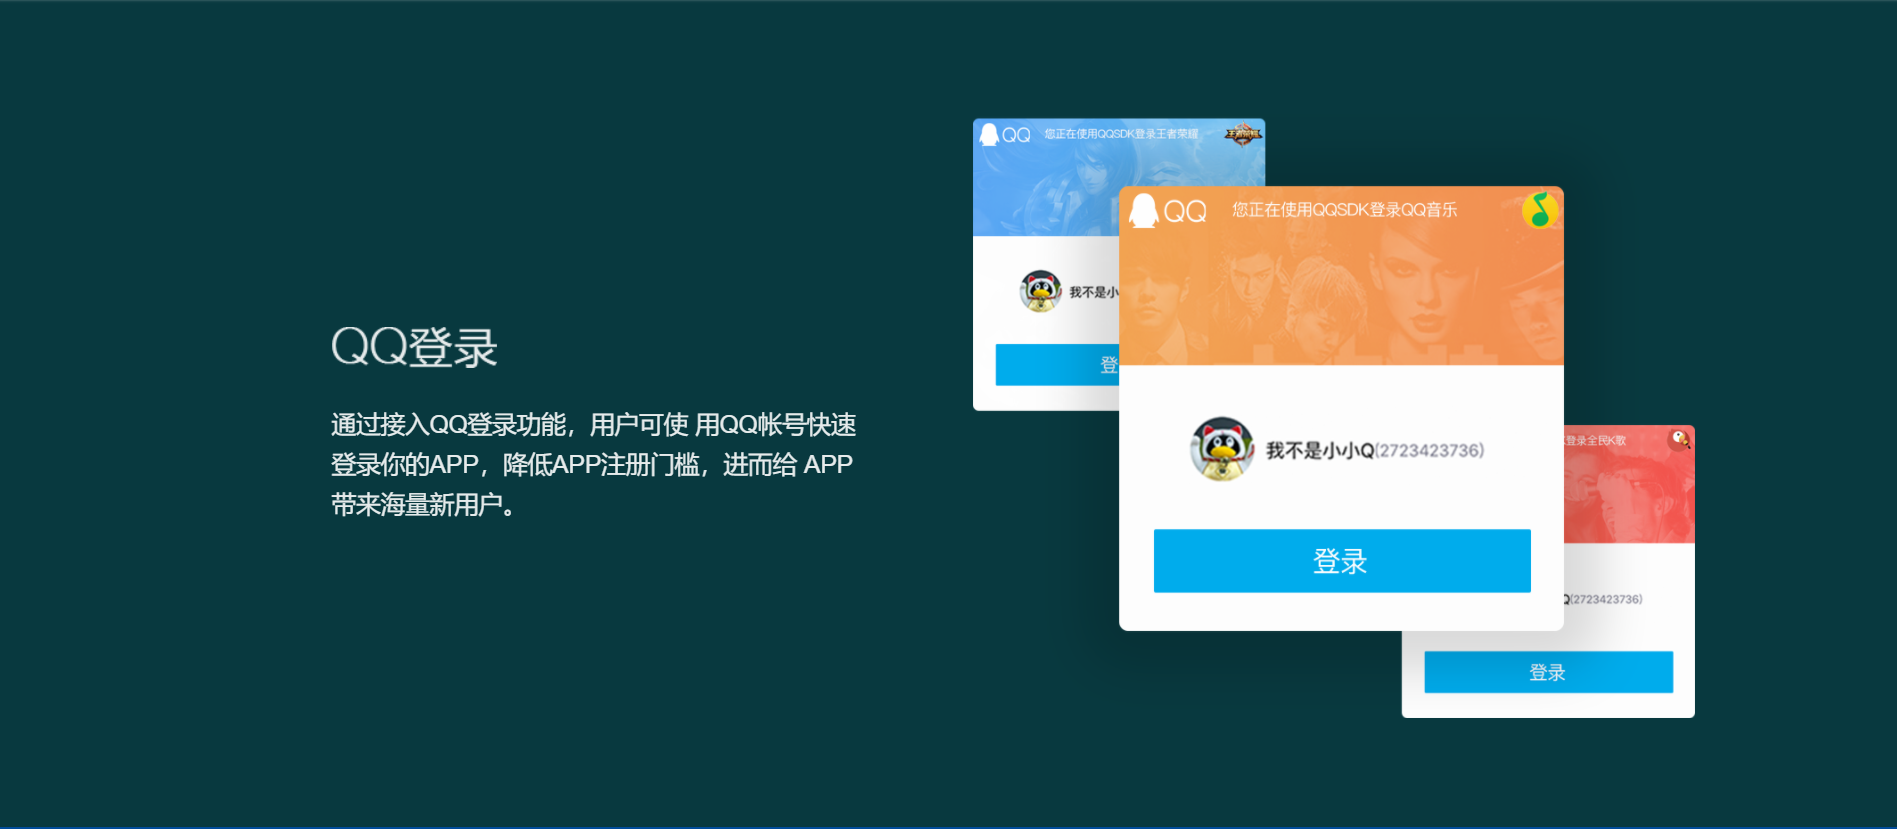 QQ登录
通过接入QQ登录功能，用户可使 用QQ帐号快速
登录你的APP，降低APP注册门槛，进而给 APP
带来海量新用户。
QQ
您正在使用QQSDK登录王者荣耀
王者荣耀
我不是小
登
QQ
您正在使用QQSDK登录QQ音乐
我不是小小Q(2723423736)
登录
登录全民K歌
Q(2723423736)
登录